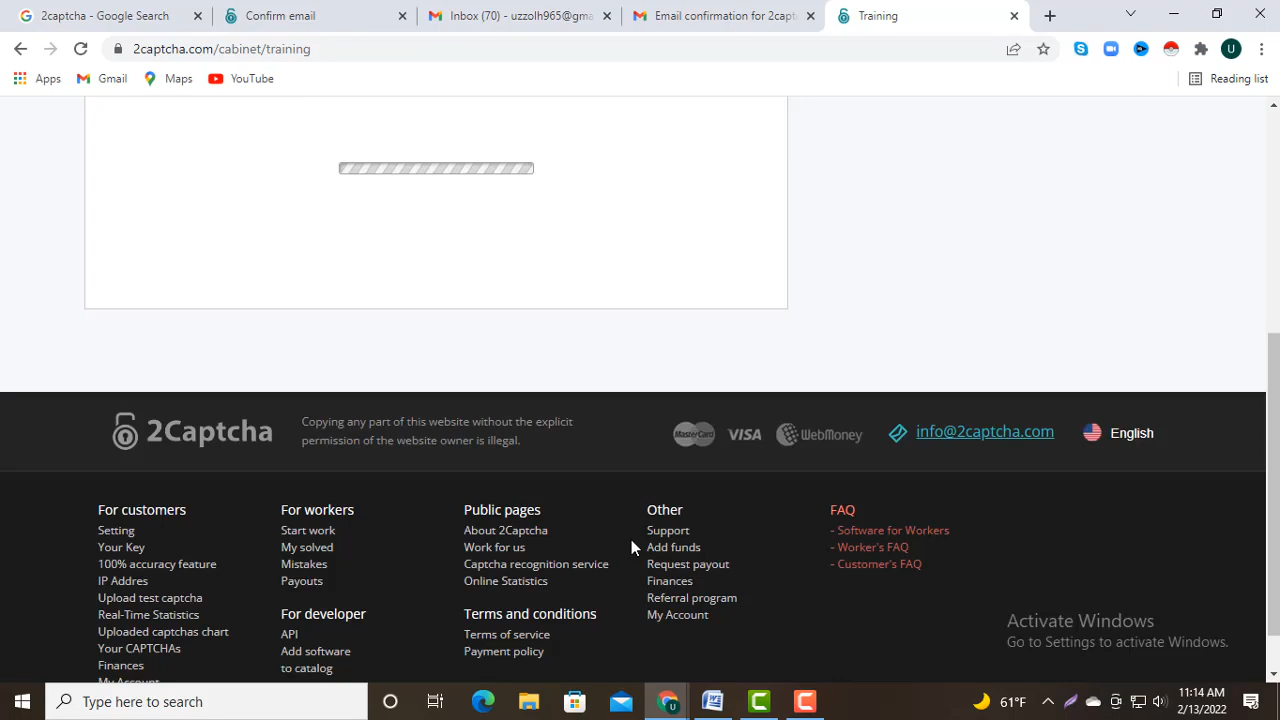 2captcha - Google Search
Confirm email
Inbox (70) - uzzolh965@gma
Email confirmation for 2capt
Training
2captcha.com/cabinet/training
U
Apps
Gmail
Maps
YouTube
Reading list
2Captcha
Copying any part of this website without the explicit
permission of the website owner is illegal.
MasterCard
VISA
WebMoney
info@2captcha.com
English
For customers
Setting
Your Key
100% accuracy feature
IP Addres
Upload test captcha
Real-Time Statistics
Uploaded captchas chart
Your CAPTCHAs
Finances
My Account
For workers
Start work
My solved
Mistakes
Payouts
For developer
API
Add software
to catalog
Public pages
About 2Captcha
Work for us
Captcha recognition service
Online Statistics
Terms and conditions
Terms of service
Payment policy
Other
Support
Add funds
Request payout
Finances
Referral program
My Account
FAQ
- Software for Workers
- Worker's FAQ
- Customer's FAQ
Activate Windows
Go to Settings to activate Windows.
Type here to search
61°F
11:14 AM
2/13/2022